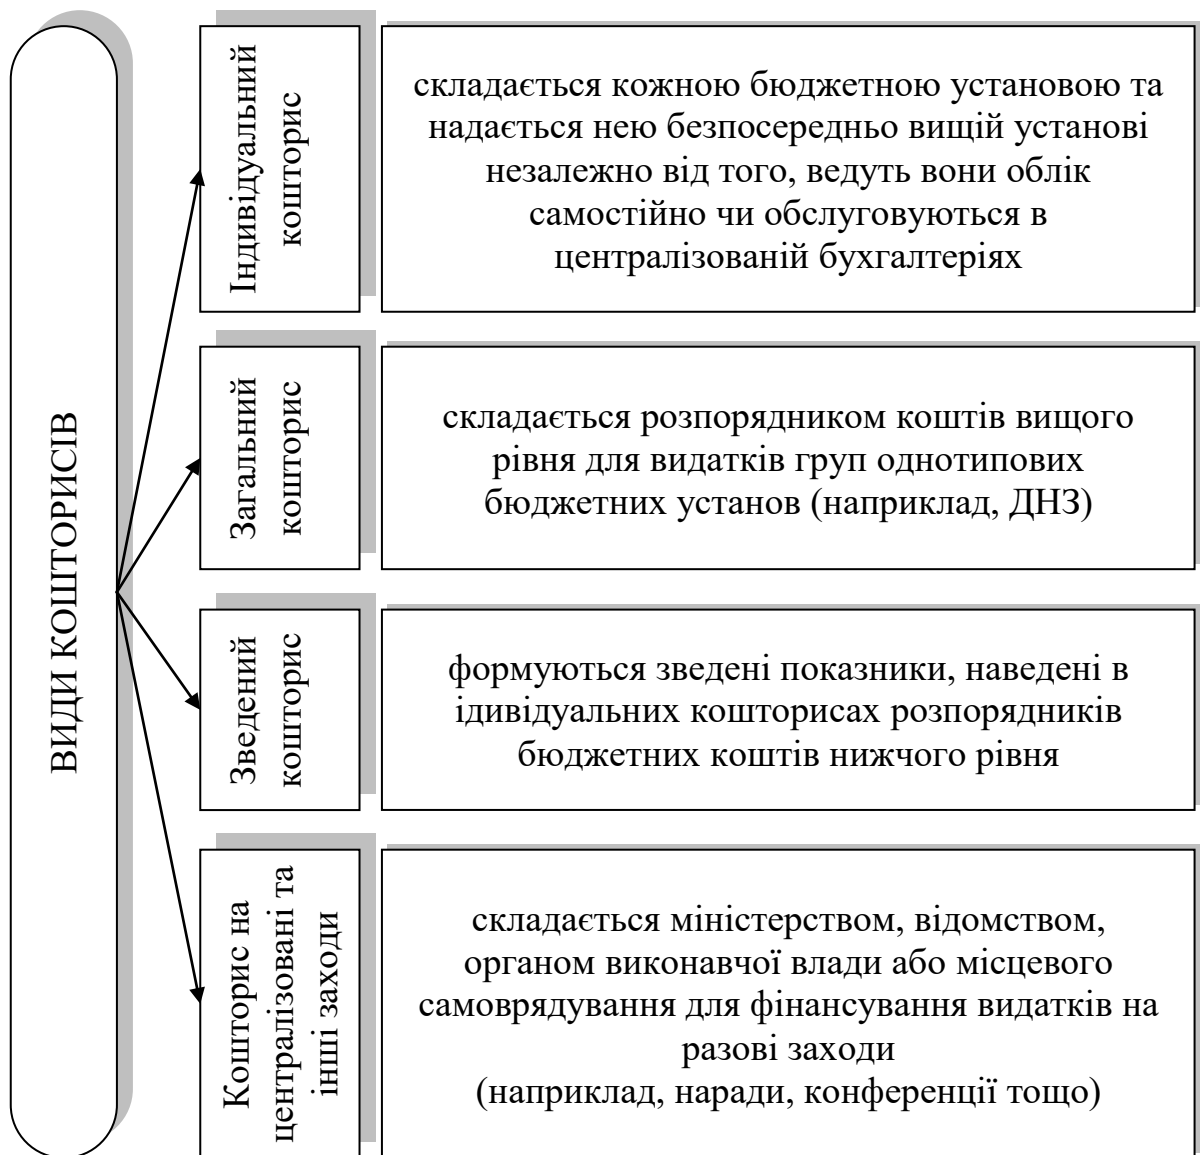 ВИДИ КОШТОРИСІВ
Індивідуальний
кошторис
складається кожною бюджетною установою та
надається нею безпосередньо вищій установі
незалежно від того, ведуть вони облік
самостійно чи обслуговуються в
централізованій бухгалтеріях
Загальний
кошторис
складається розпорядником коштів вищого
рівня для видатків груп однотипових
бюджетних установ (наприклад, ДНЗ)
Зведений
кошторис
формуються зведені показники, наведені в
ідивідуальних кошторисах розпорядників
бюджетних коштів нижчого рівня
Кошторис на
централізовані та
інші заходи
складається міністерством, відомством,
органом виконавчої влади або місцевого
самоврядування для фінансування видатків на
разові заходи
(наприклад, наради, конференції тощо)